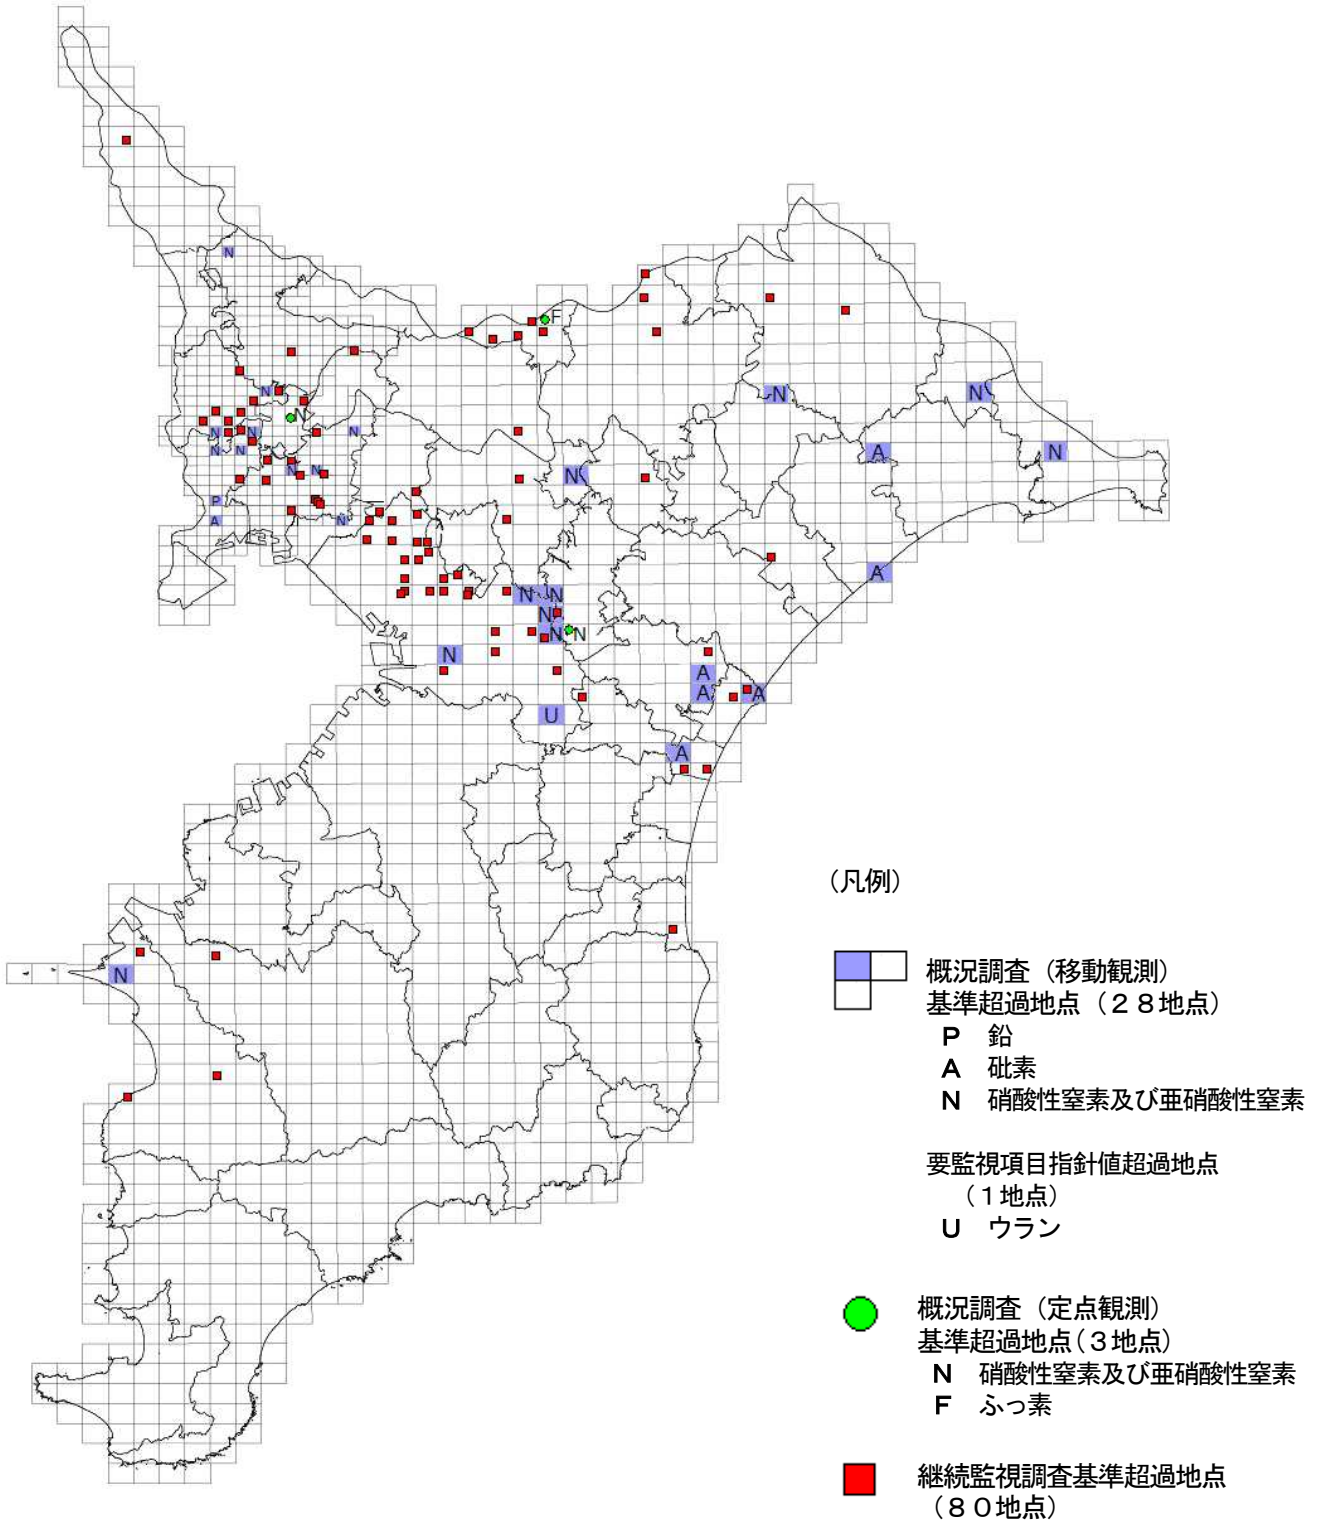 N
F
N
N
N
N
N
N
N
A
N
N
N
N
N
N
P
A
N
A
N
N
N
N
N
N
A
A
A
U
A
N
（凡例）
概況調査（移動観測）
基準超過地点（２８地点）
P 鉛
A 砒素
N 硝酸性窒素及び亜硝酸性窒素
要監視項目指針値超過地点
（１地点）
U ウラン
概況調査（定点観測）
基準超過地点（３地点）
N 硝酸性窒素及び亜硝酸性窒素
F ふっ素
継続監視調査基準超過地点
（８０地点）